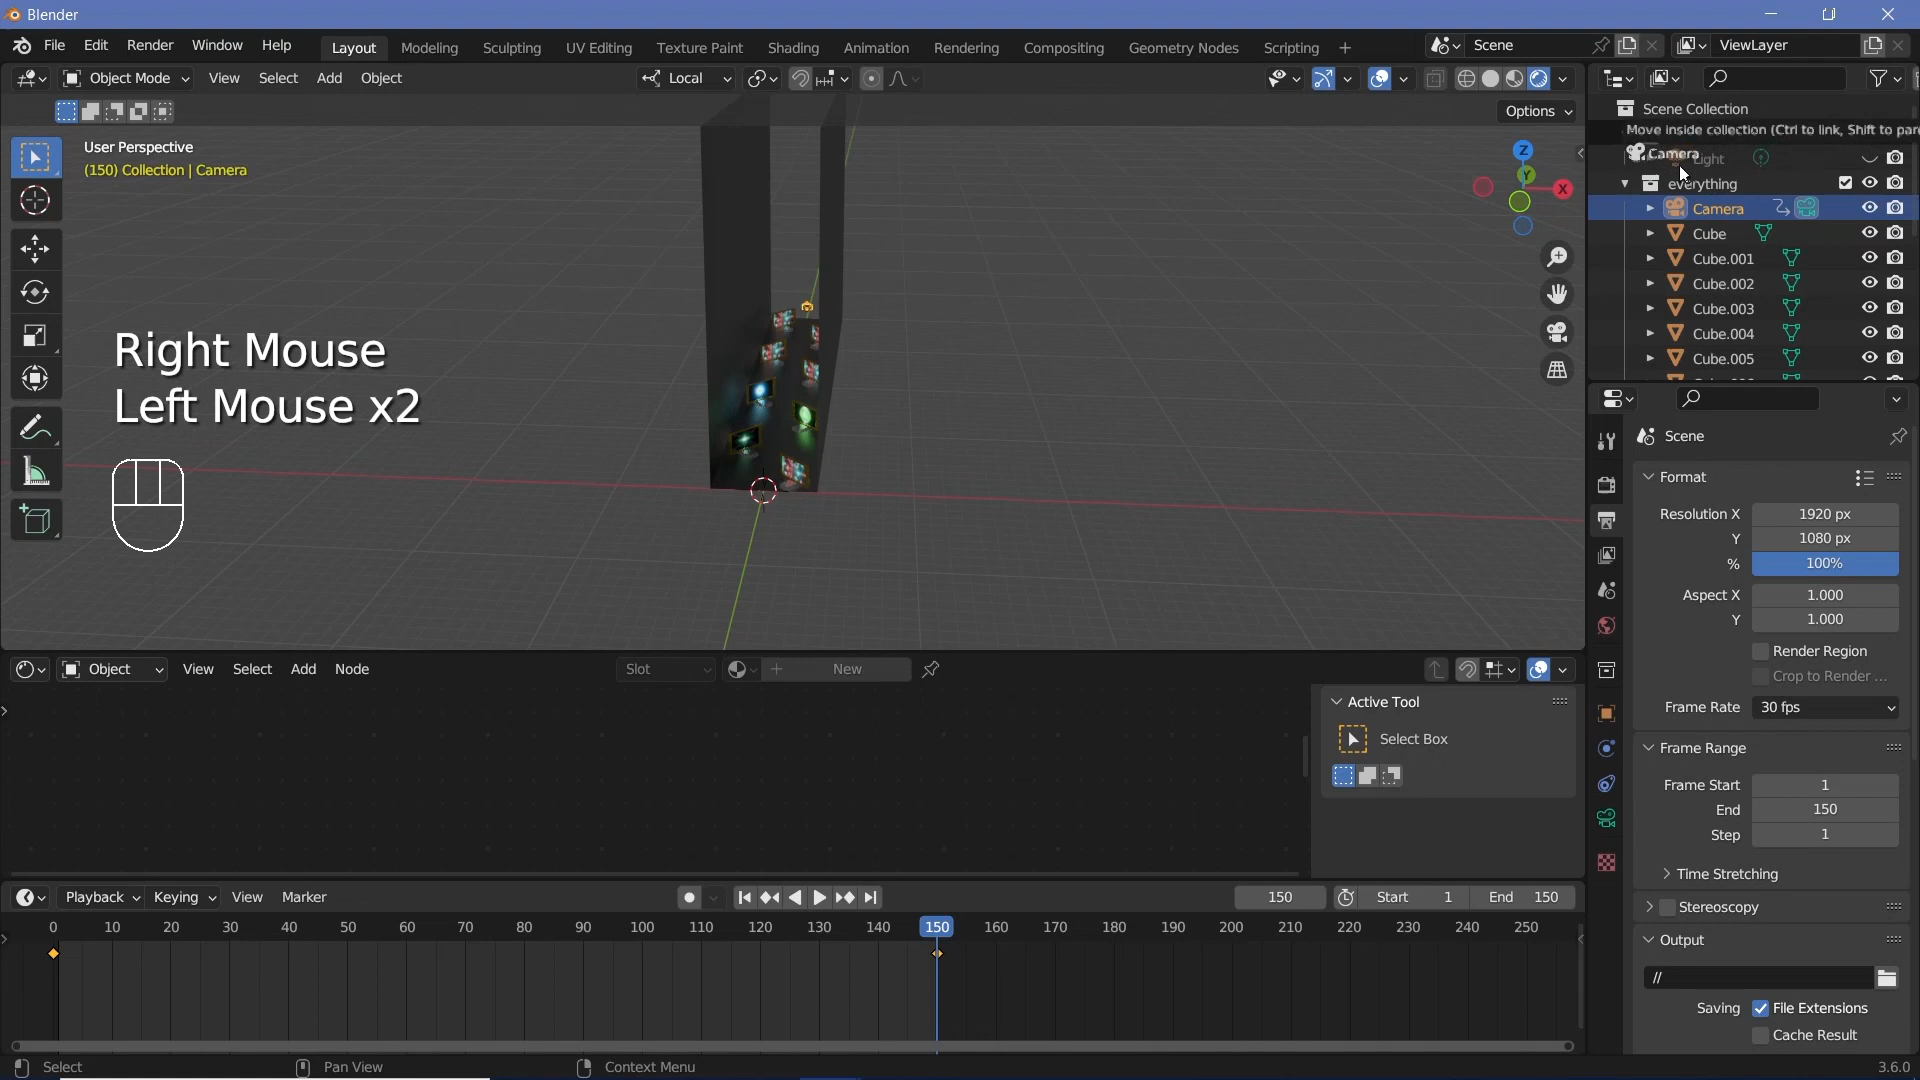 Blender
File Edit Render Window Help Layout Modeling Sculpting UV Editing Texture Paint Shading Animation Rendering Compositing Geometry Nodes Scripting + Scene ViewLayer
Object Mode View Select Add Object Local
Options
User Perspective
(150) Collection | Camera
Z
Y
X
Right Mouse
Left Mouse x2
Scene Collection
Move inside collection (Ctrl to link, Shift to par
Camera Light
everything
Camera
Cube
Cube.001
Cube.002
Cube.003
Cube.004
Cube.005
Scene
Format
Resolution X 1920 px
Y 1080 px
% 100%
Aspect X 1.000
Y 1.000
Render Region
Crop to Render ...
Frame Rate 30 fps
Frame Range
Frame Start 1
End 150
Step 1
Time Stretching
Stereoscopy
Output
//
Saving File Extensions
Cache Result
Object View Select Add Node Slot New
Active Tool
Select Box
Playback Keying View Marker 150 Start 1 End 150
0 10 20 30 40 50 60 70 80 90 100 110 120 130 140 150 160 170 180 190 200 210 220 230 240 250
Select Pan View Context Menu 3.6.0